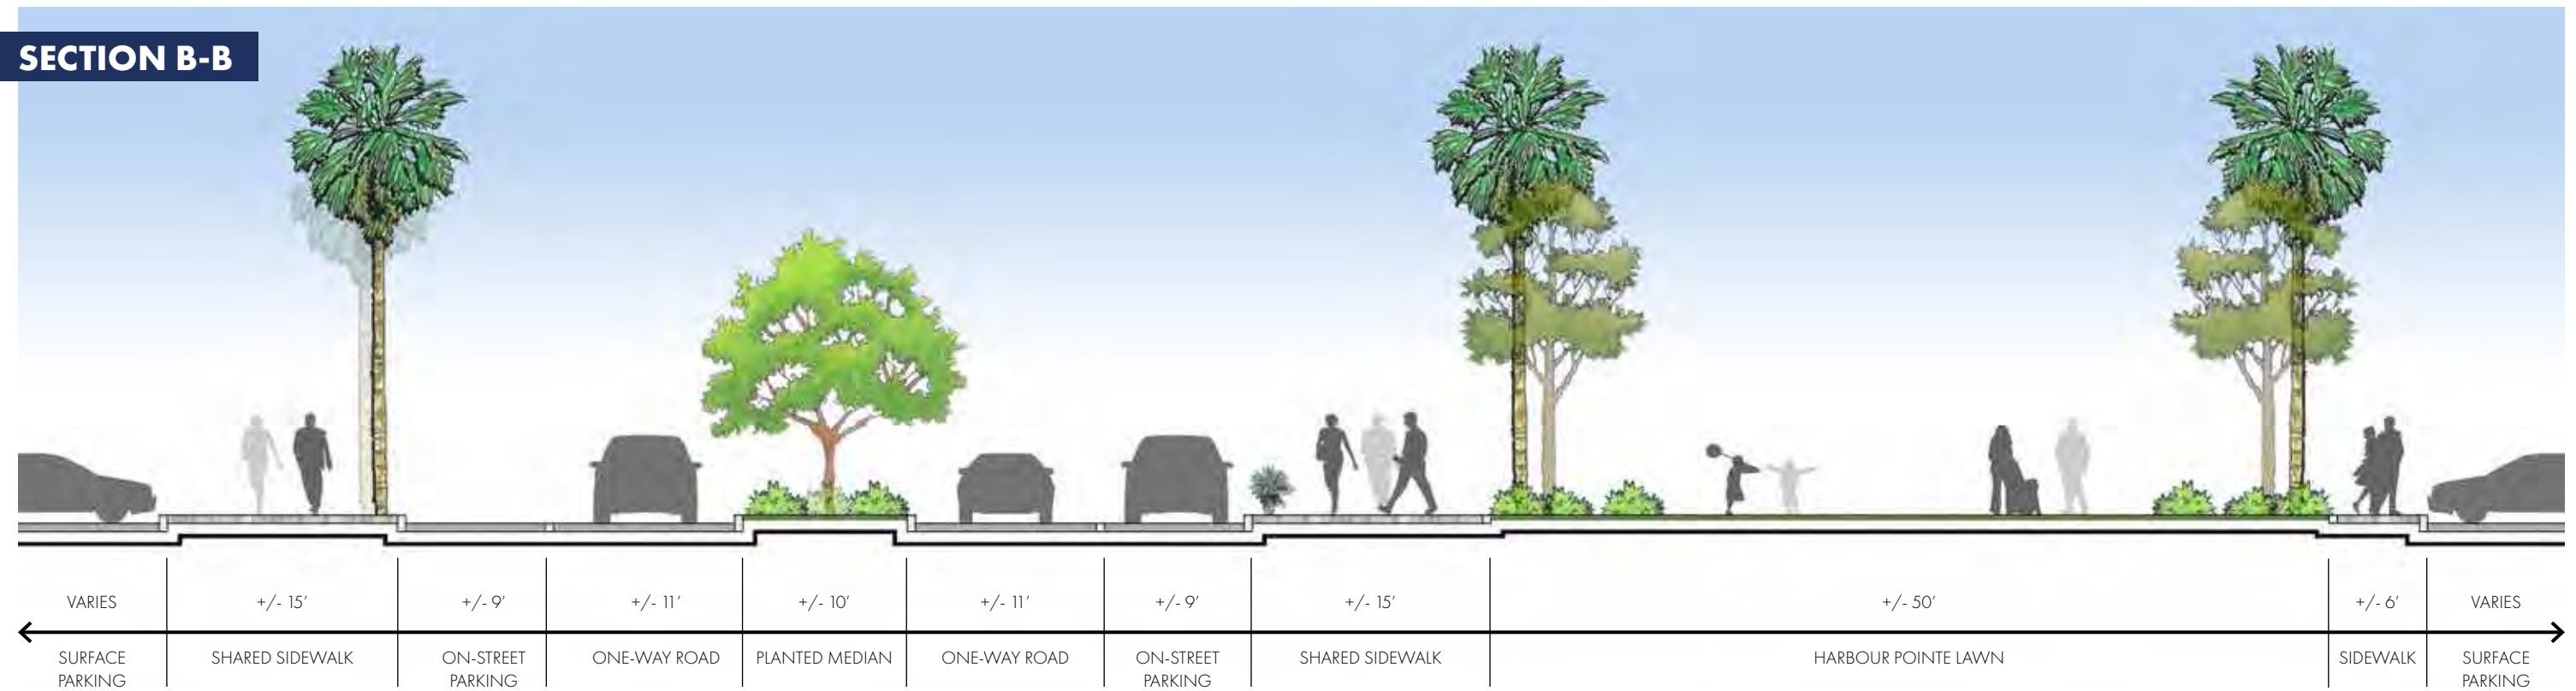 SECTION B-B
VARIES
+/- 15'
+/- 9'
+/- 11'
+/- 10'
+/- 11'
+/- 9'
+/- 15'
+/- 50'
+/- 6'
VARIES
SURFACE
PARKING
SHARED SIDEWALK
ON-STREET
PARKING
ONE-WAY ROAD
PLANTED MEDIAN
ONE-WAY ROAD
ON-STREET
PARKING
SHARED SIDEWALK
HARBOUR POINTE LAWN
SIDEWALK
SURFACE
PARKING